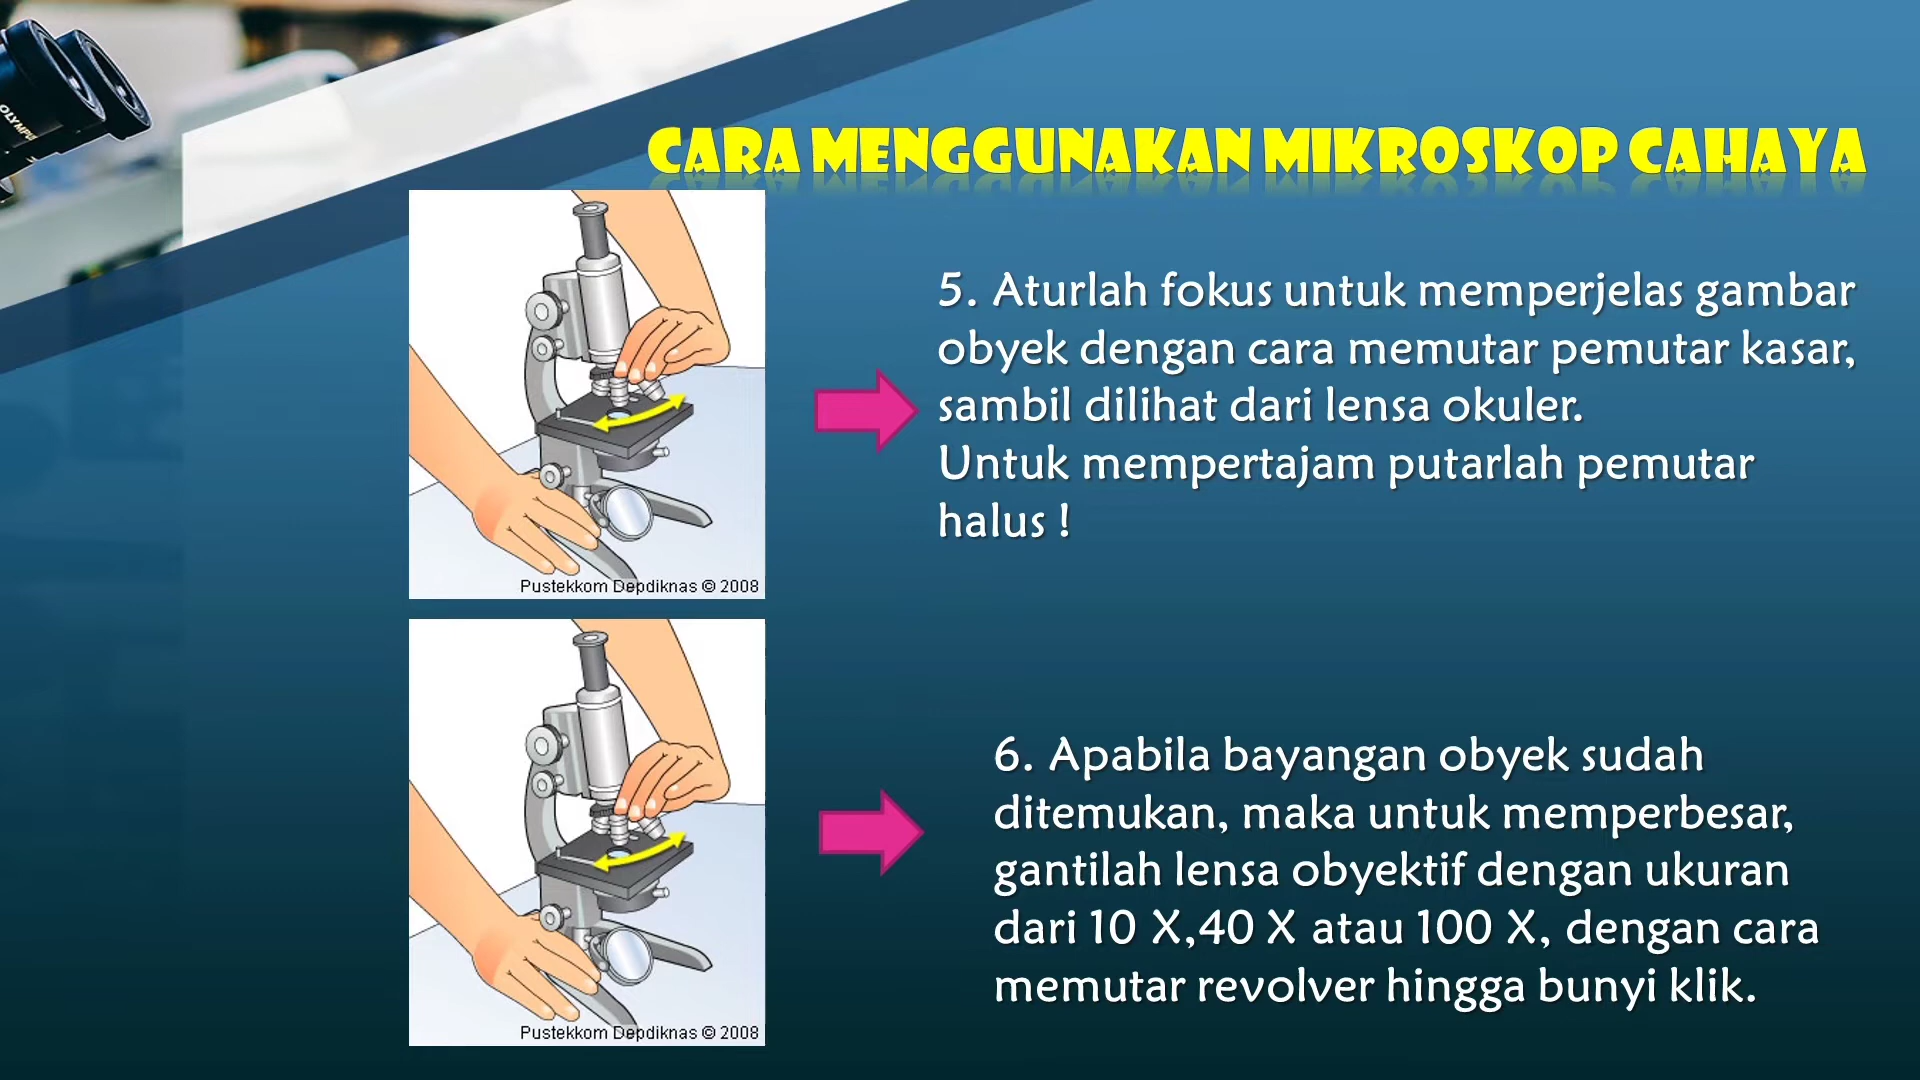 CARA MENGGUNAKAN MIKROSKOP CAHAYA
5. Aturlah fokus untuk memperjelas gambar
obyek dengan cara memutar pemutar kasar,
sambil dilihat dari lensa okuler.
Untuk mempertajam putarlah pemutar
halus !
Pustekkom Depdiknas © 2008
6. Apabila bayangan obyek sudah
ditemukan, maka untuk memperbesar,
gantilah lensa obyektif dengan ukuran
dari 10 X,40 X atau 100 X, dengan cara
memutar revolver hingga bunyi klik.
Pustekkom Depdiknas © 2008